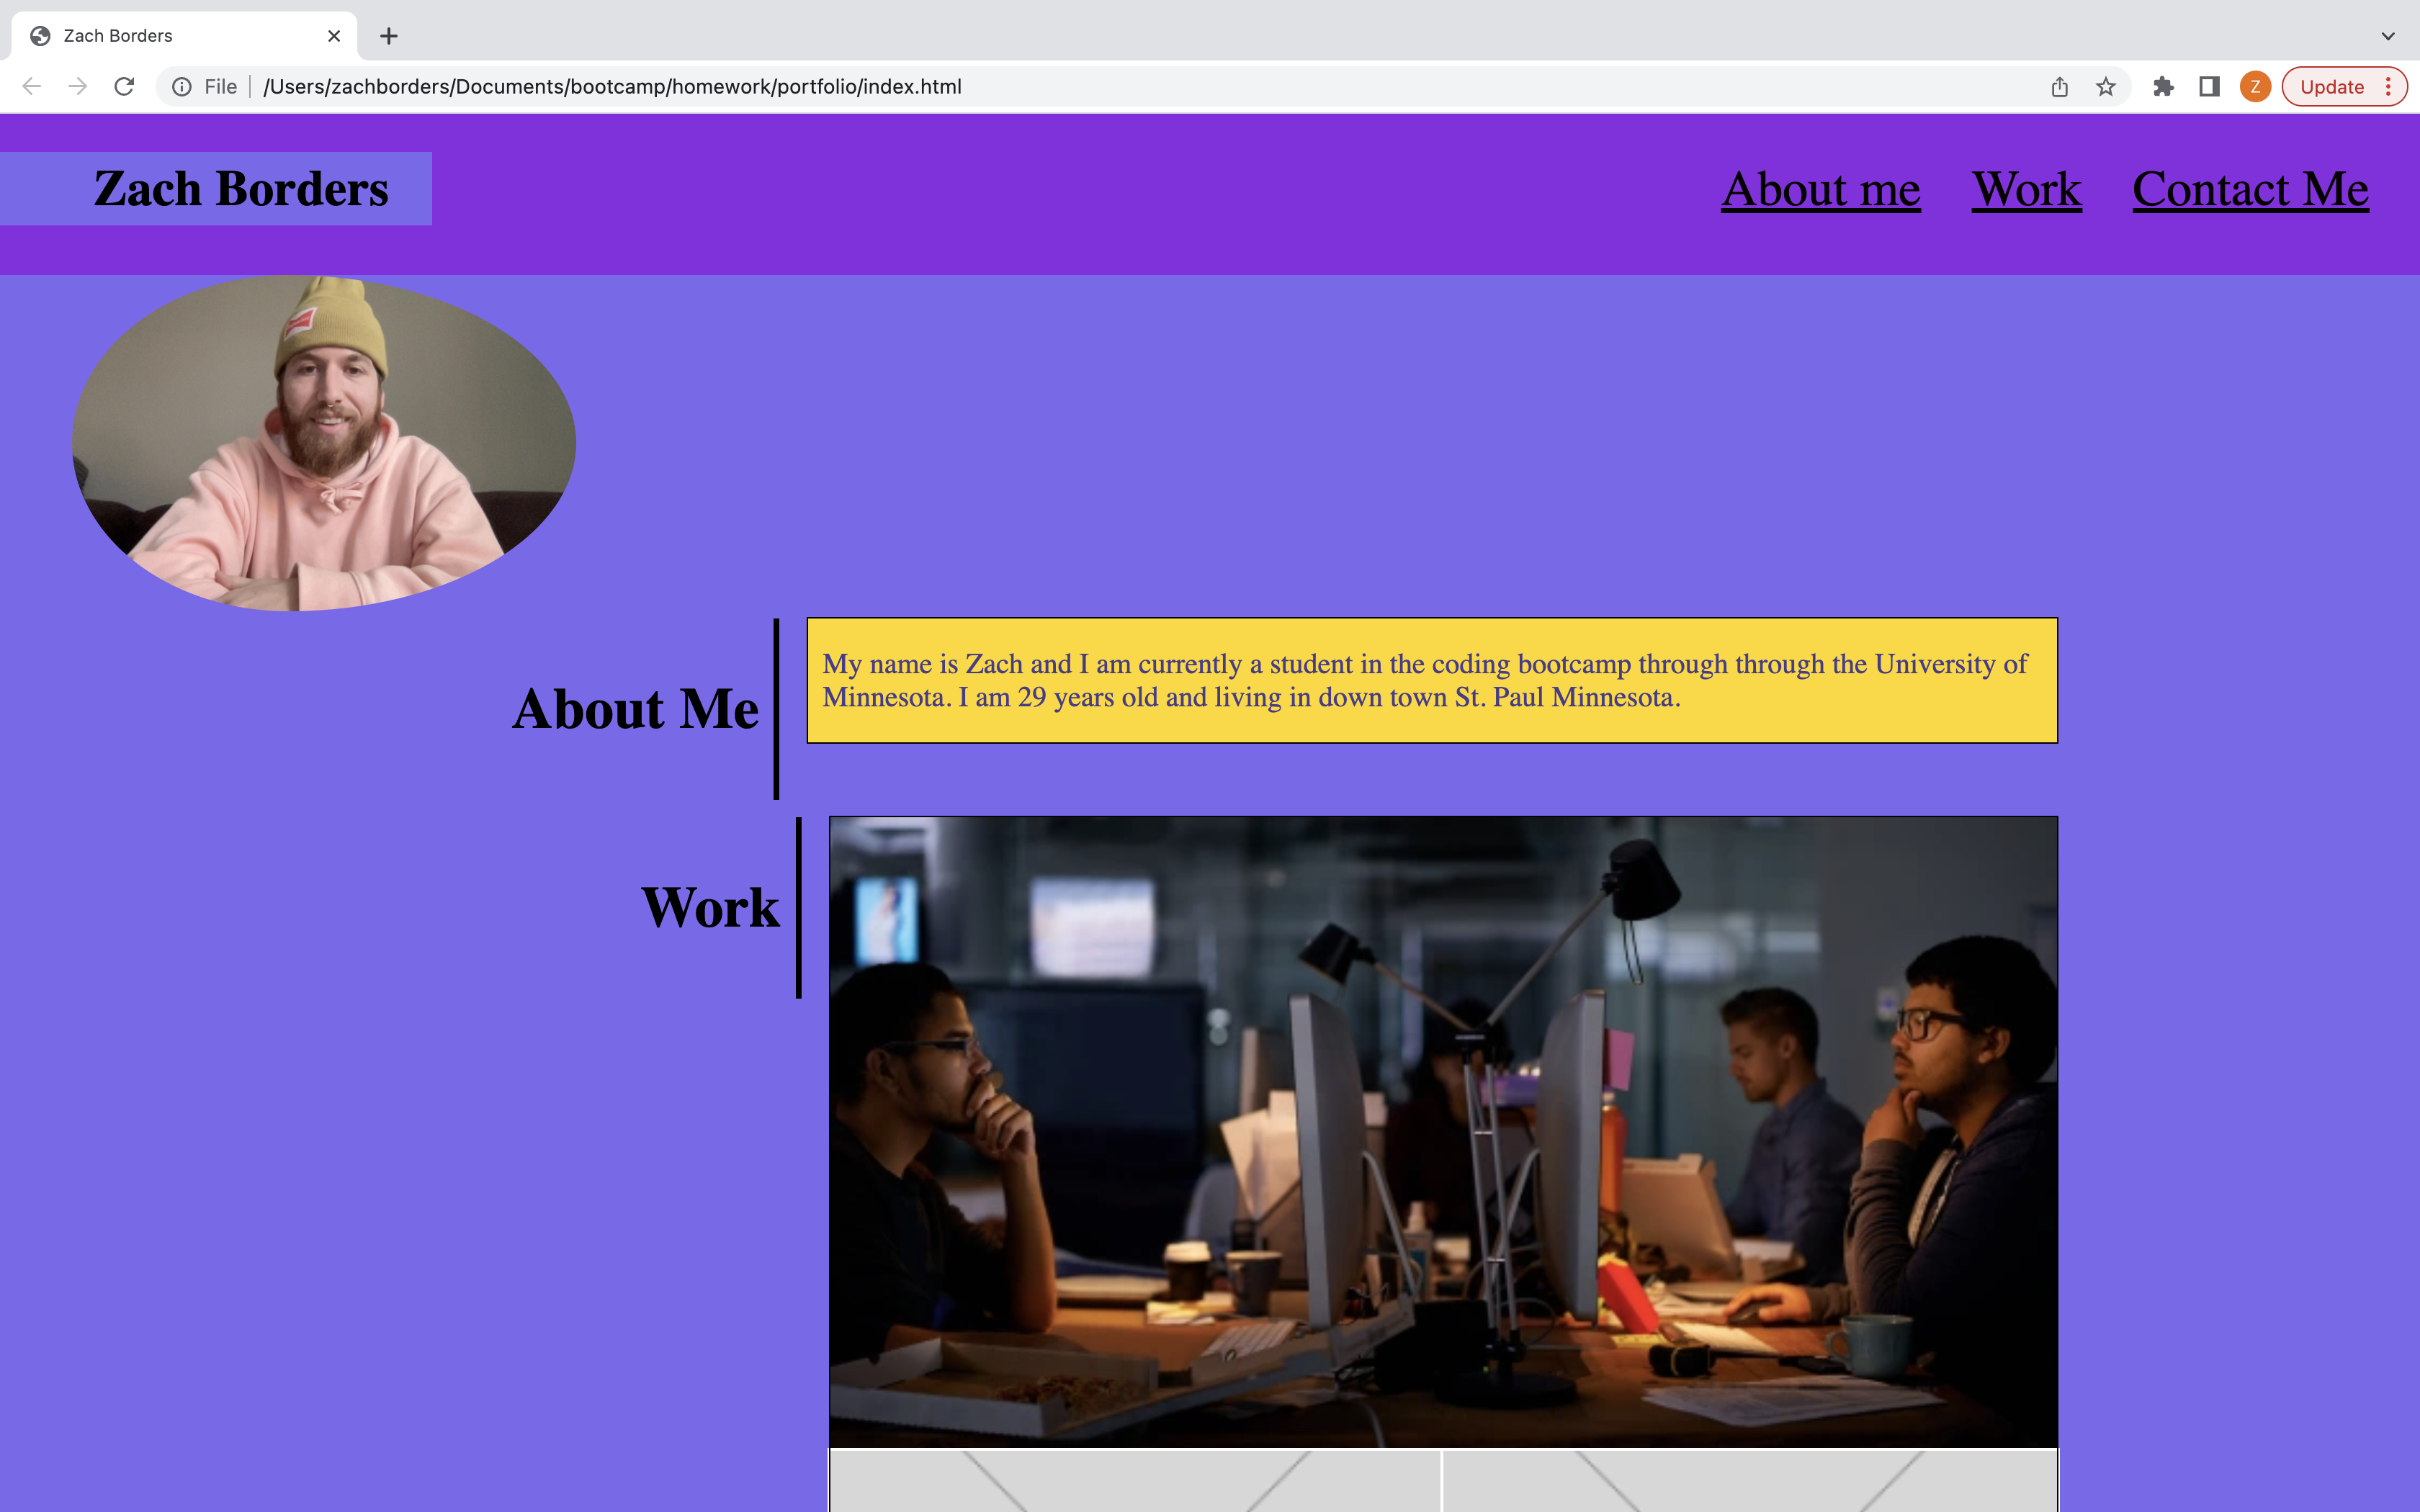 Zach Borders
File /Users/zachborders/Documents/bootcamp/homework/portfolio/index.html
Z
Update
Zach Borders
About me Work Contact Me
About Me
My name is Zach and I am currently a student in the coding bootcamp through through the University of
Minnesota. I am 29 years old and living in down town St. Paul Minnesota.
Work